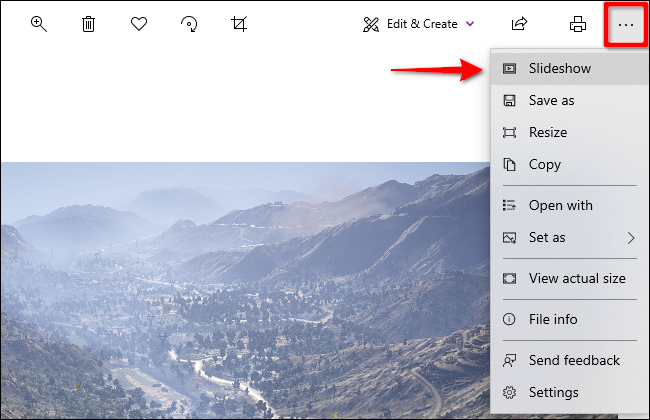 Edit & Create
Slideshow
Save as
Resize
Copy
Open with
Set as
View actual size
File info
Send feedback
Settings